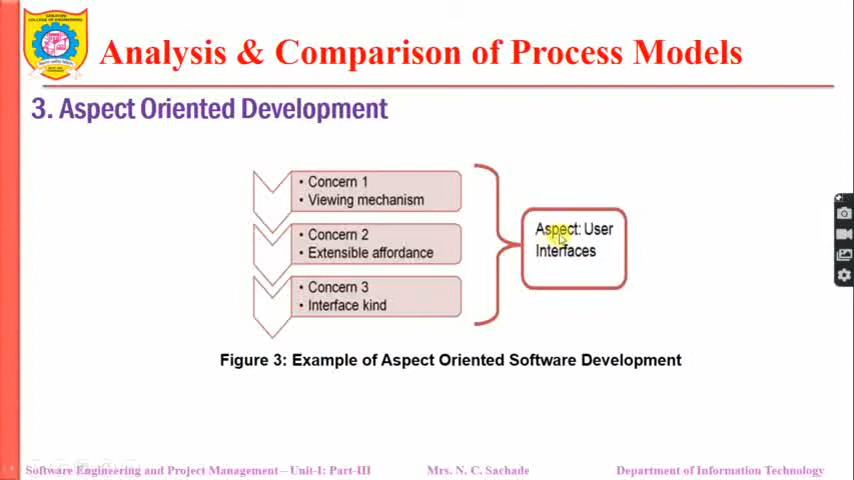 Analysis & Comparison of Process Models
3. Aspect Oriented Development
• Concern 1
• Viewing mechanism
• Concern 2
• Extensible affordance
• Concern 3
• Interface kind
Aspect: User
Interfaces
Figure 3: Example of Aspect Oriented Software Development
Software Engineering and Project Management – Unit-I: Part-III
Mrs. N. C. Sachade
Department of Information Technology